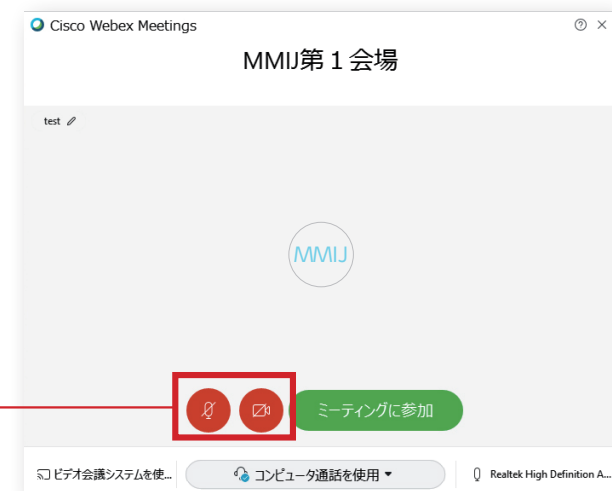 Cisco Webex Meetings
MMIJ第1会場
test
MMIJ
ミーティングに参加
ビデオ会議システムを使...
コンピュータ通話を使用
Realtek High Definition A...